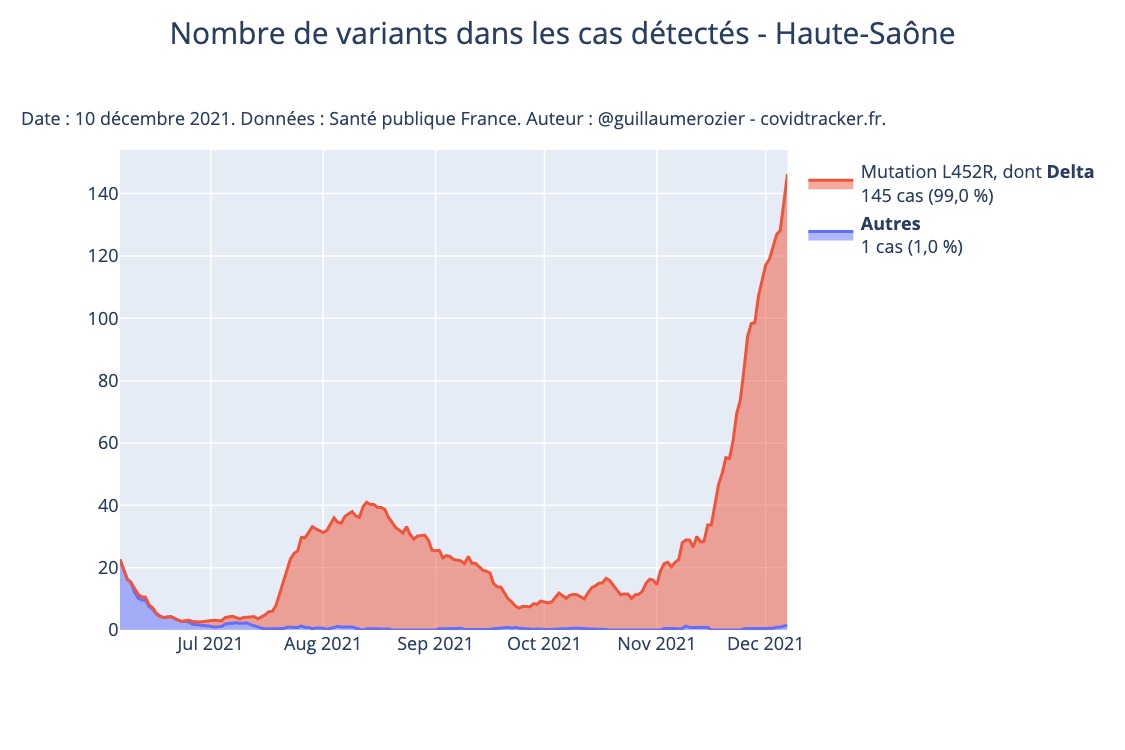 Nombre de variants dans les cas détectés - Haute-Saône
Date : 10 décembre 2021. Données : Santé publique France. Auteur : @guillaumerozier - covidtracker.fr.
Mutation L452R, dont Delta
145 cas (99,0 %)
Autres
1 cas (1,0 %)
140
120
100
80
60
40
20
0
Jul 2021 Aug 2021 Sep 2021 Oct 2021 Nov 2021 Dec 2021